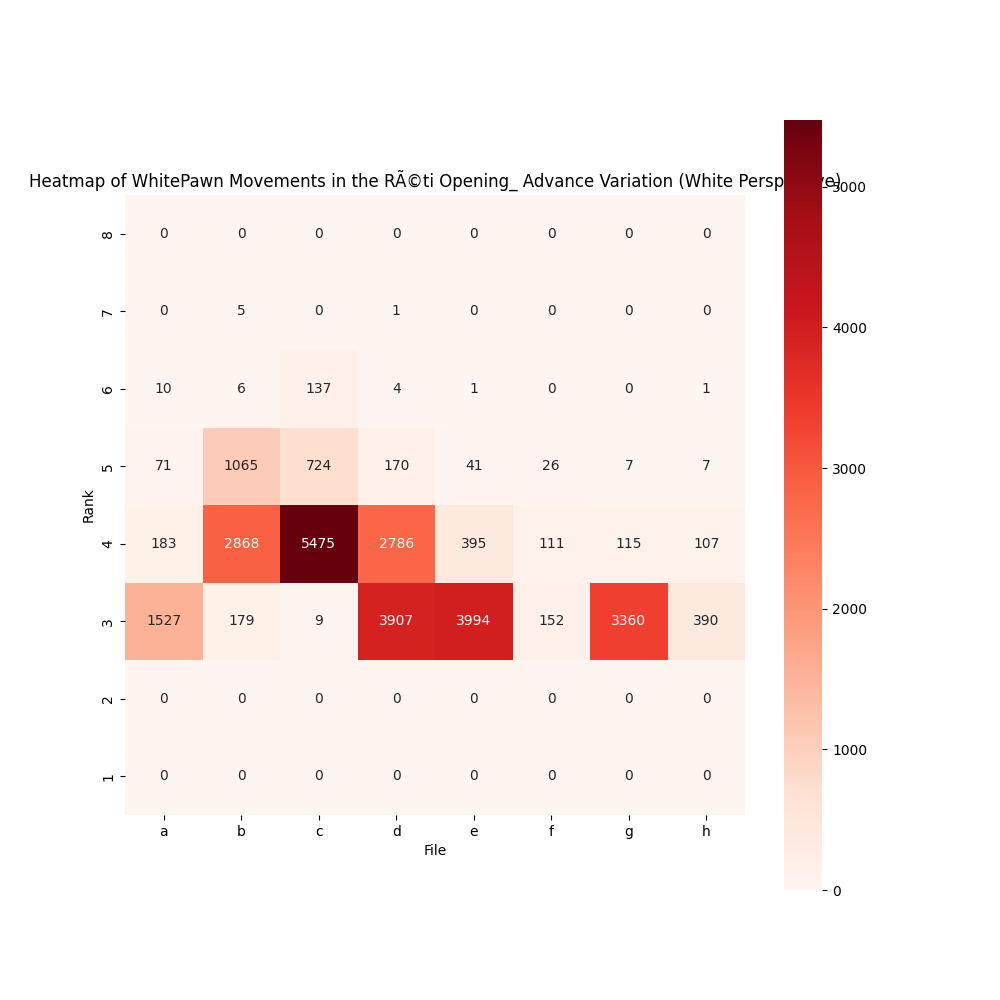 Heatmap of WhitePawn Movements in the RÃ©ti Opening_ Advance Variation (White Perspective)
5000
8 0 0 0 0 0 0 0 0
7 0 5 0 1 0 0 0 0
4000
6 10 6 137 4 1 0 0 1
5 71 1065 724 170 41 26 7 7
3000
Rank
4 183 2868 5475 2786 395 111 115 107
2000
3 1527 179 9 3907 3994 152 3360 390
2 0 0 0 0 0 0 0 0
1000
1 0 0 0 0 0 0 0 0
a b c d e f g h
File
0